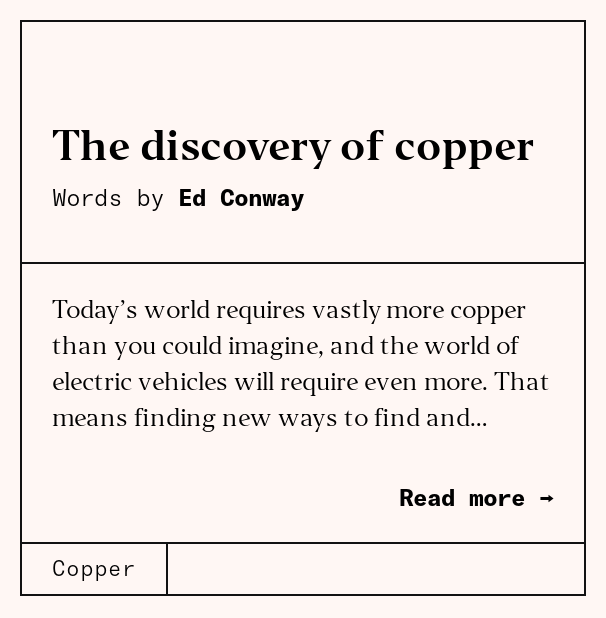 The discovery of copper
Words by Ed Conway
Today’s world requires vastly more copper
than you could imagine, and the world of
electric vehicles will require even more. That
means finding new ways to find and...
Read more →
Copper